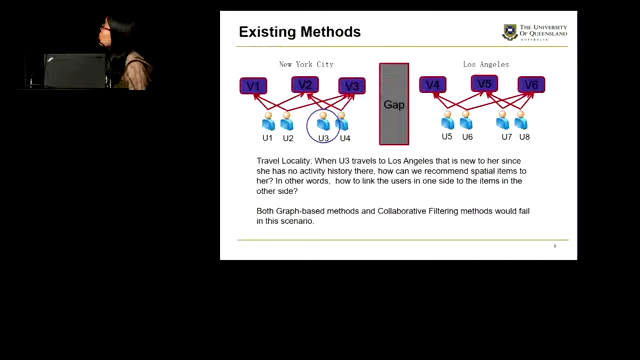 Existing Methods
THE UNIVERSITY
OF QUEENSLAND
AUSTRALIA
New York City
Los Angeles
V1 V2 V3 Gap V4 V5 V6
U1 U2 U3 U4 U5 U6 U7 U8
Travel Locality: When U3 travels to Los Angeles that is new to her since
she has no activity history there, how can we recommend spatial items to
her? In other words, how to link the users in one side to the items in the
other side?
Both Graph-based methods and Collaborative Filtering methods would fail
in this scenario.